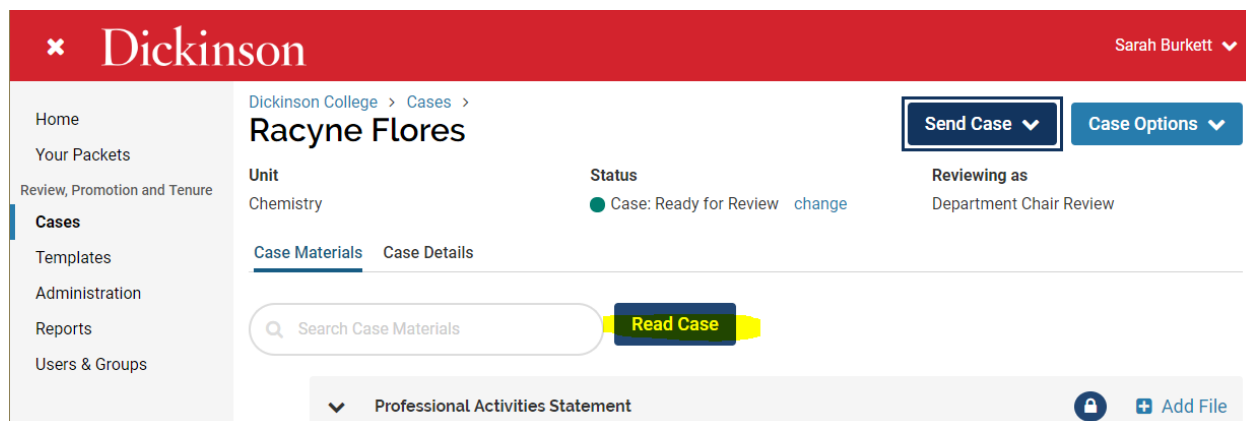 Dickinson
Sarah Burkett
Home
Your Packets
Review, Promotion and Tenure
Cases
Templates
Administration
Reports
Users & Groups
Dickinson College > Cases >
Racyne Flores
Send Case
Case Options
Unit
Chemistry
Status
Case: Ready for Review change
Reviewing as
Department Chair Review
Case Materials Case Details
Search Case Materials
Read Case
Professional Activities Statement
Add File